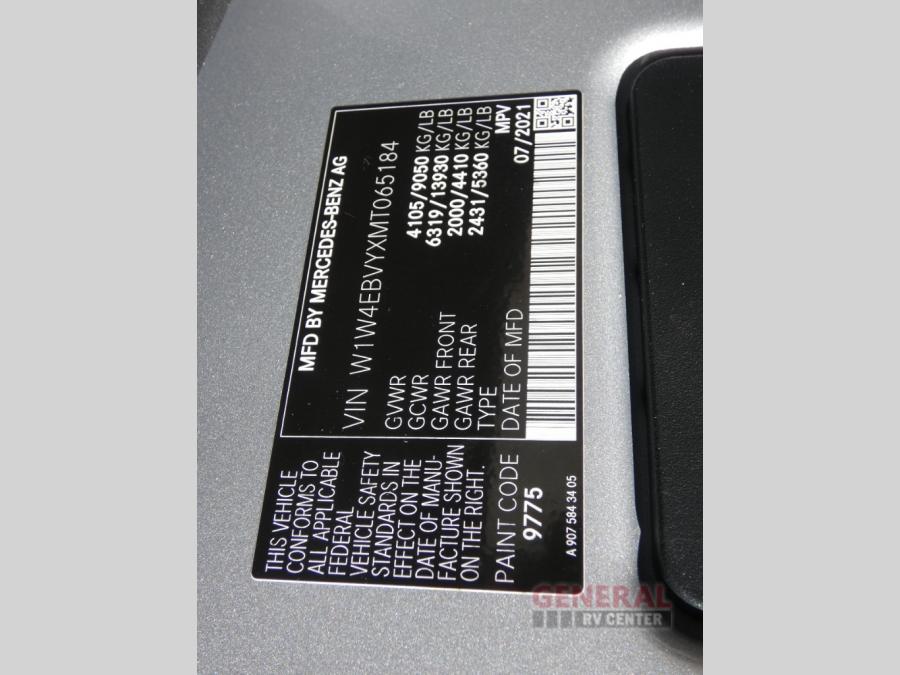 THIS VEHICLE
CONFORMS TO
ALL APPLICABLE
FEDERAL
VEHICLE SAFETY
STANDARDS IN
EFFECT ON THE
DATE OF MANU-
FACTURE SHOWN
ON THE RIGHT.
PAINT CODE
9775
A 907 584 34 05
MFD BY MERCEDES-BENZ AG
VIN W1W4EBVYXMT065184
GVWR 4105/9050 KG/LB
GCWR 6319/13930 KG/LB
GAWR FRONT 2000/4410 KG/LB
GAWR REAR 2431/5360 KG/LB
TYPE MPV
DATE OF MFD 07/2021
GENERAL
RV CENTER